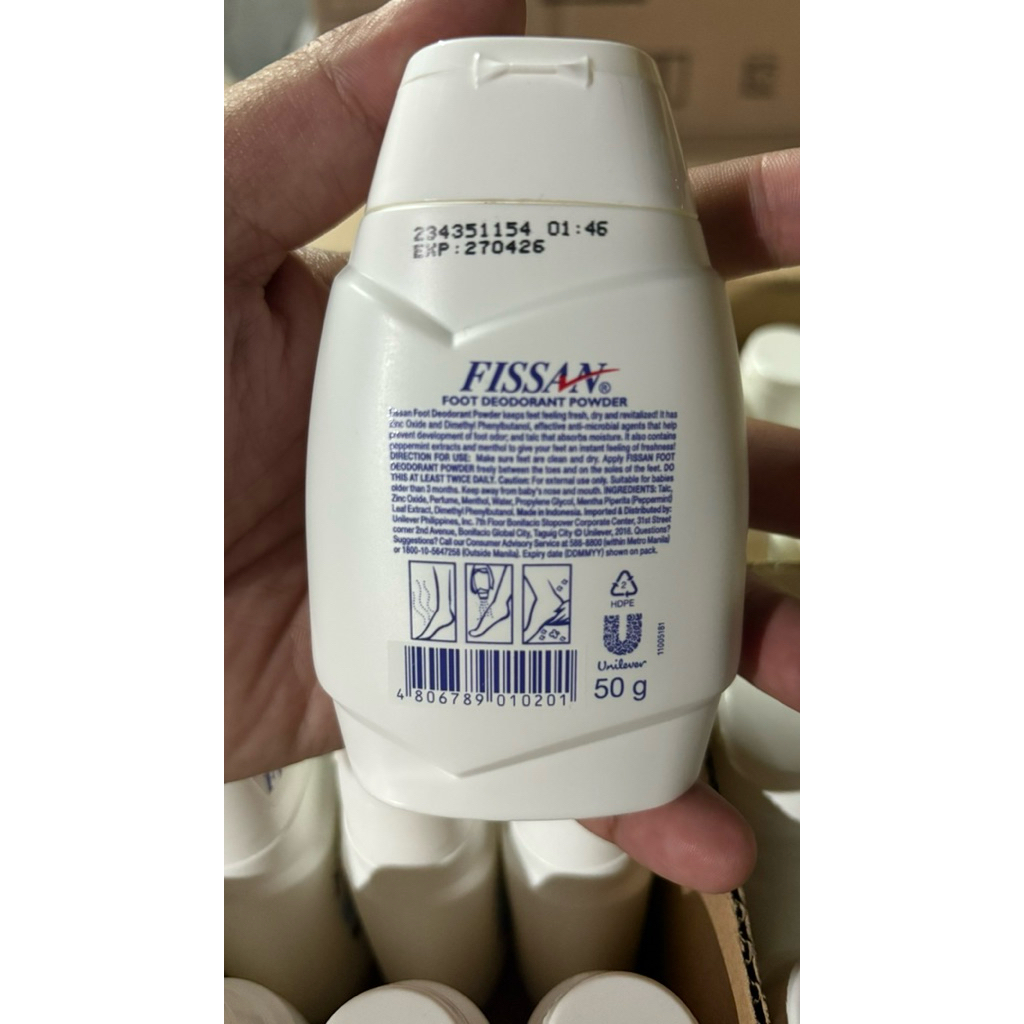 234351154 01:46
EXP:270426
FISSAN®
FOOT DEODORANT POWDER
Fissan Foot Deodorant Powder keeps feet feeling fresh, dry and revitalized! It has
Zinc Oxide and Dimethyl Phenylbutanol, effective anti-microbial agents that help
prevent development of foot odor; and talc that absorbs moisture. It also contains
peppermint extracts and menthol to give your feet an instant feeling of freshness!
DIRECTION FOR USE: Make sure feet are clean and dry. Apply FISSAN FOOT
DEODORANT POWDER freely between the toes and on the soles of the feet. DO
THIS AT LEAST TWICE DAILY. Caution: For external use only. Suitable for babies
older than 3 months. Keep away from baby's nose and mouth. INGREDIENTS: Talc,
Zinc Oxide, Perfume, Menthol, Water, Propylene Glycol, Mentha Piperita (Peppermint)
Leaf Extract, Dimethyl Phenylbutanol. Made in Indonesia. Imported & Distributed by:
Unilever Philippines, Inc. 7th Floor Bonifacio Stopover Corporate Center, 31st Street
corner 2nd Avenue, Bonifacio Global City, Taguig City © Unilever, 2016. Questions?
Suggestions? Call our Consumer Advisory Service at 588-8800 (within Metro Manila)
or 1800-10-5647258 (Outside Manila). Expiry date (DDMMYY) shown on pack.
2
HDPE
11005181
Unilever
4 806789 010201
50 g